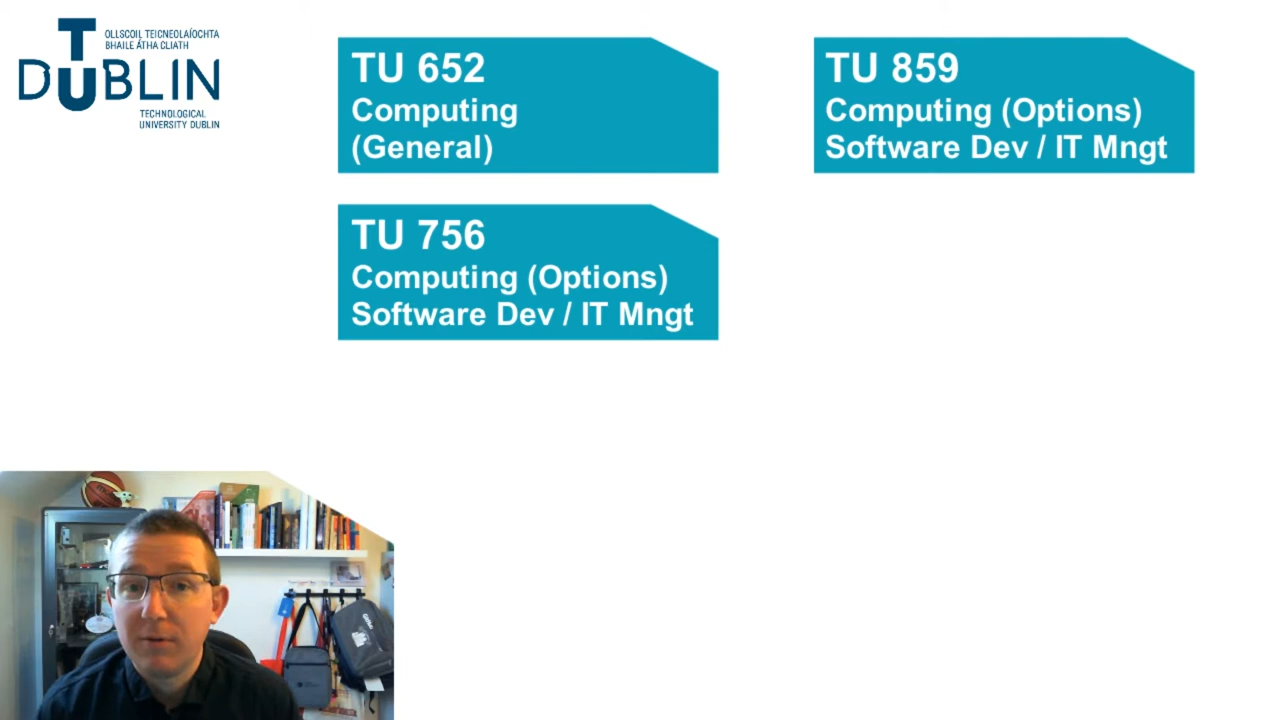 OLLSCOIL TEICNEOLAÍOCHTA
BHAILE ÁTHA CLIATH
TU DUBLIN
TECHNOLOGICAL
UNIVERSITY DUBLIN
TU 652
Computing
(General)
TU 859
Computing (Options)
Software Dev / IT Mngt
TU 756
Computing (Options)
Software Dev / IT Mngt